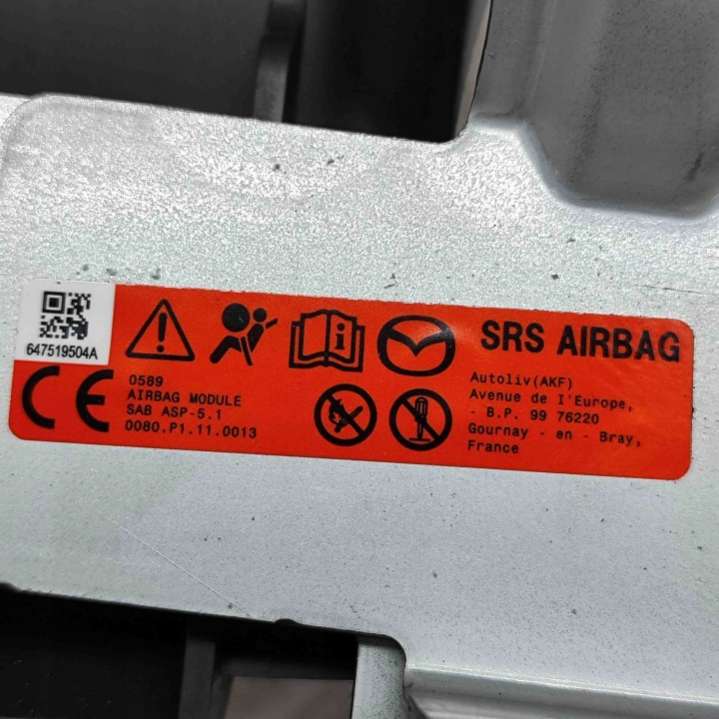 647519504A
CE
0589
AIRBAG MODULE
SAB ASP-5.1
0080.P1.11.0013
SRS AIRBAG
Autoliv(AKF)
Avenue de I'Europe,
- B.P. 99 76220
Gournay - en - Bray,
France